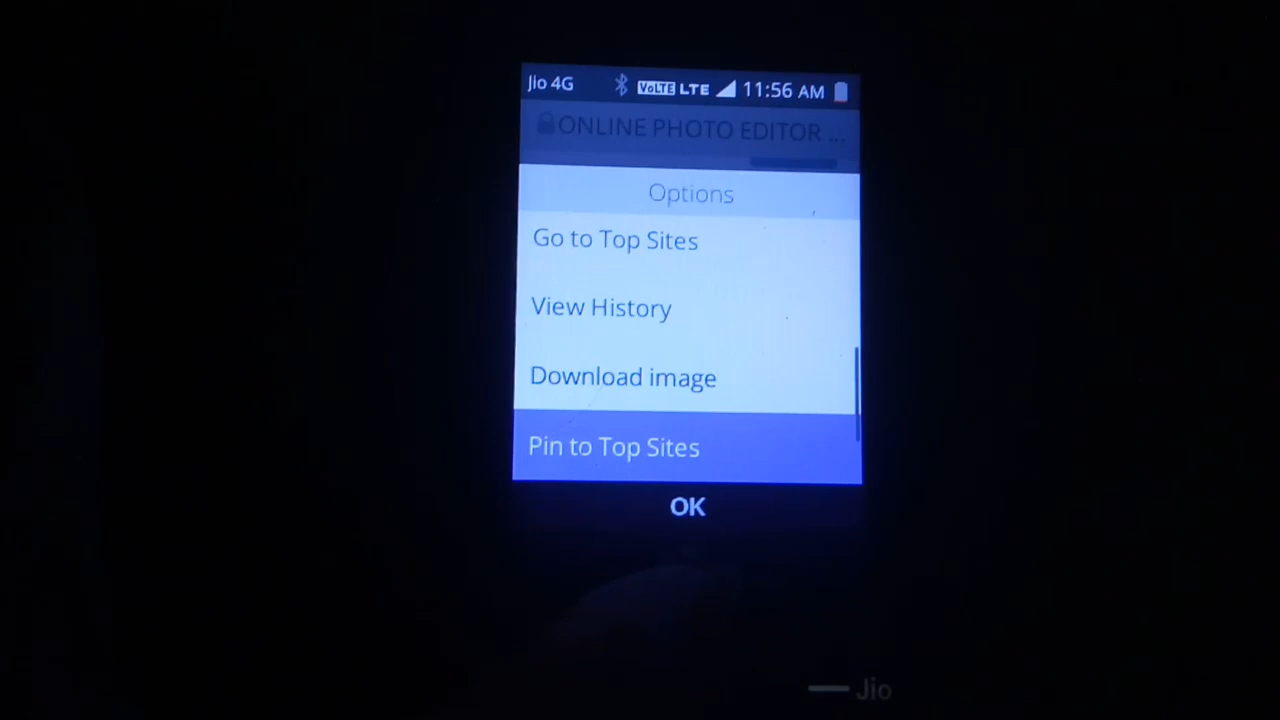 Jio 4G VoLTE LTE 11:56 AM
ONLINE PHOTO EDITOR ...
Options
Go to Top Sites
View History
Download image
Pin to Top Sites
OK
Jio